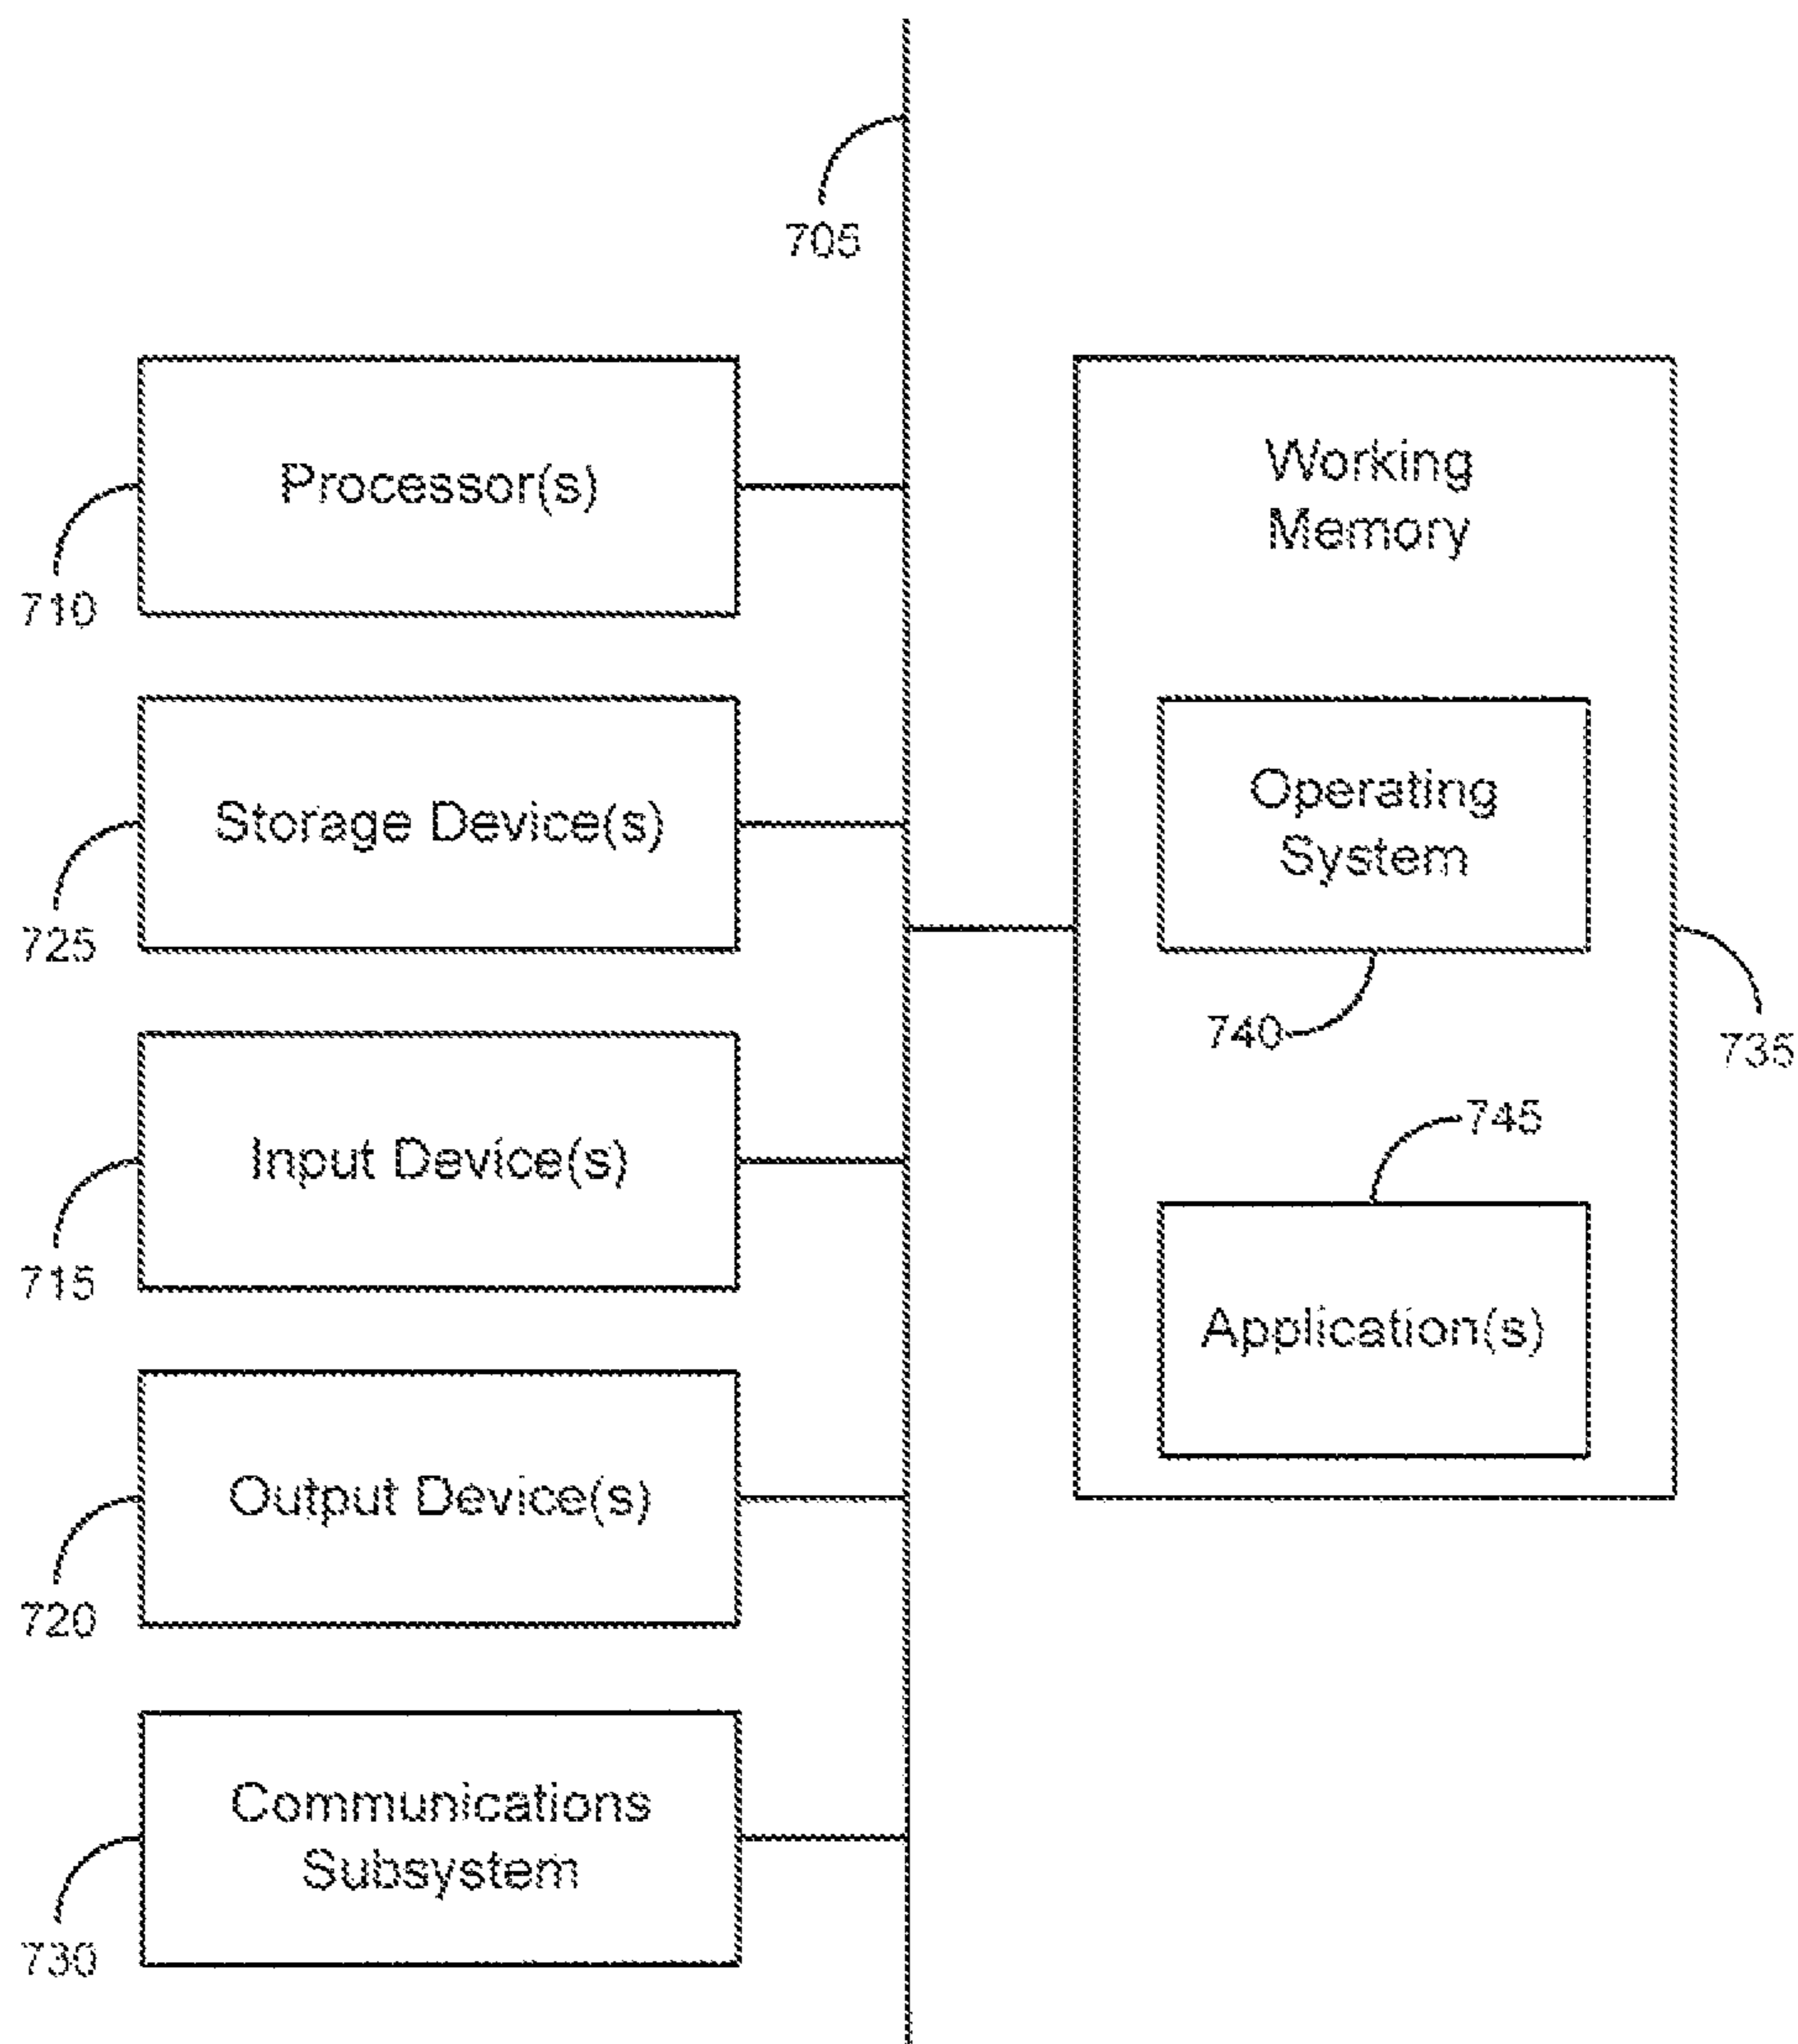 705
Processor(s)
710
Storage Device(s)
725
Input Device(s)
715
Output Device(s)
720
Communications
Subsystem
730
Working
Memory
Operating
System
740
735
745
Application(s)